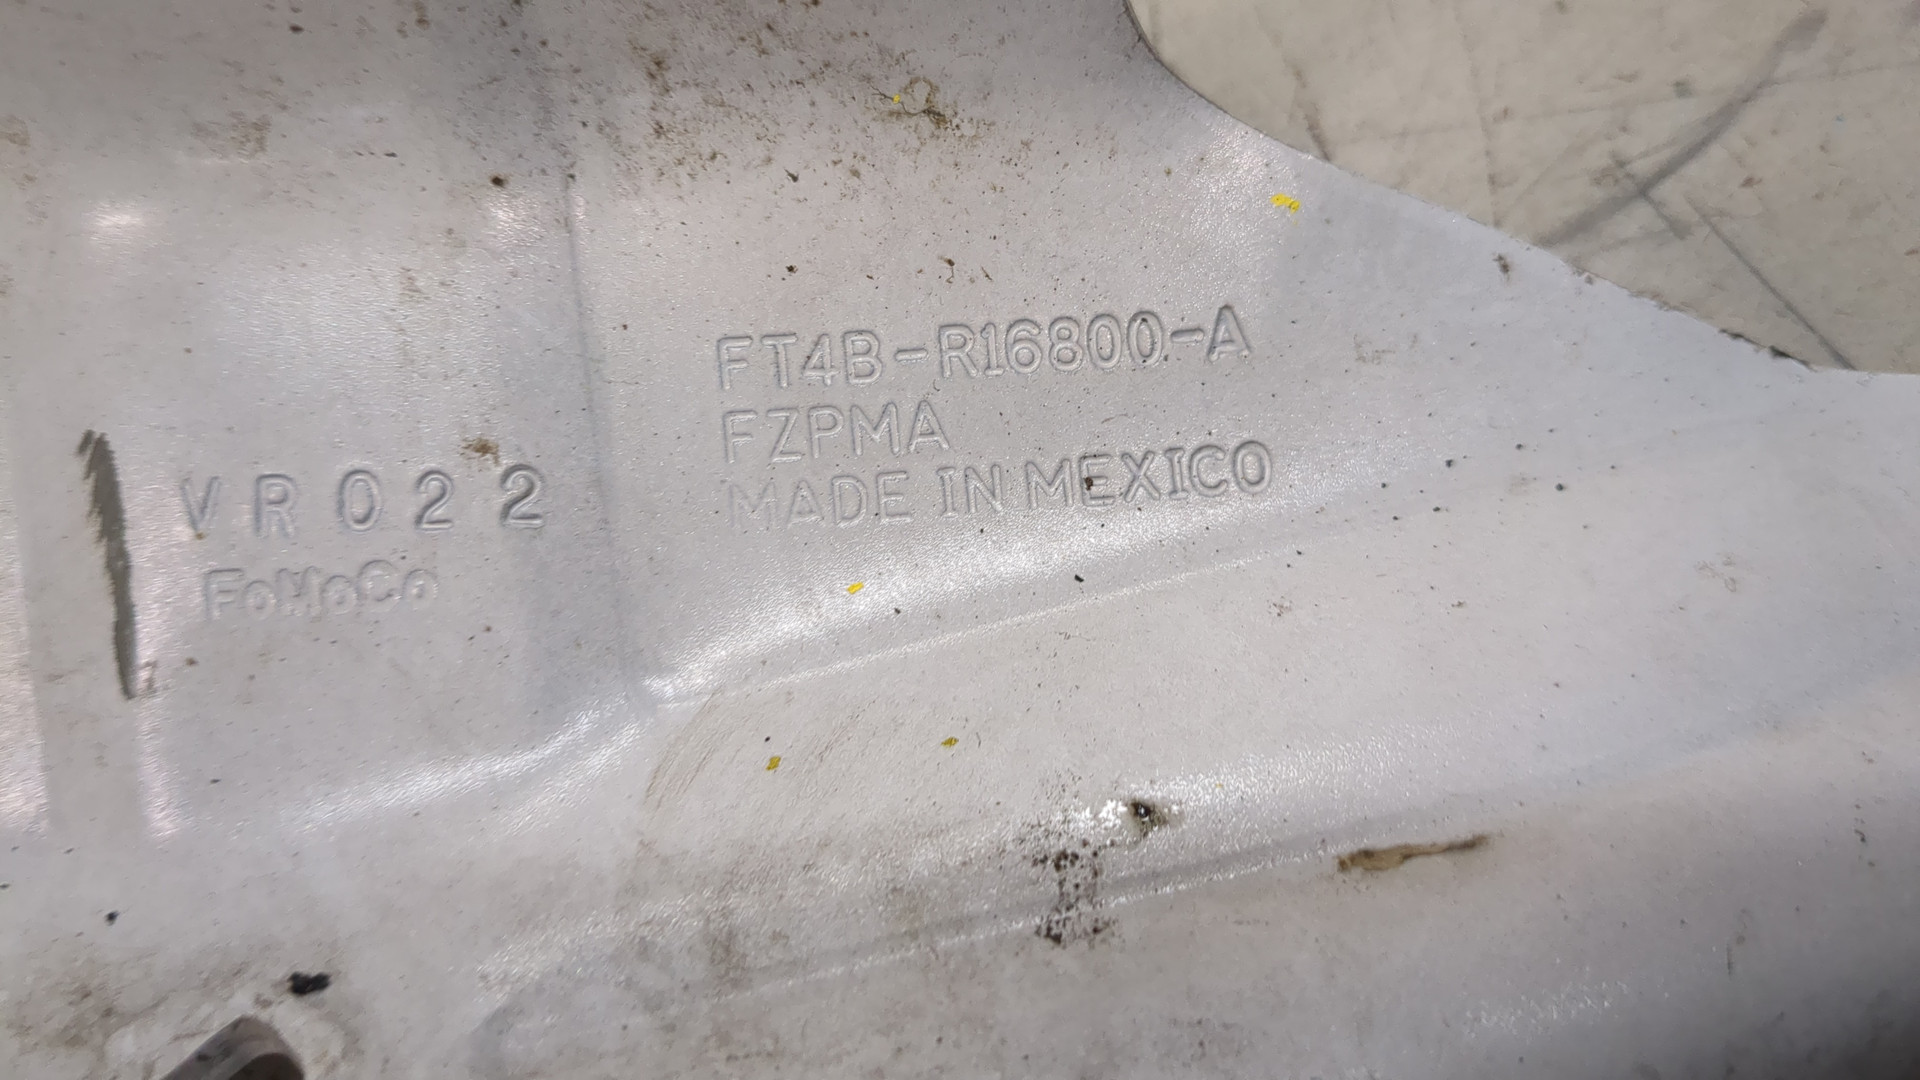 FT4B-R16800-A
FZPMA
MADE IN MEXICO
VR022
FoMoCo